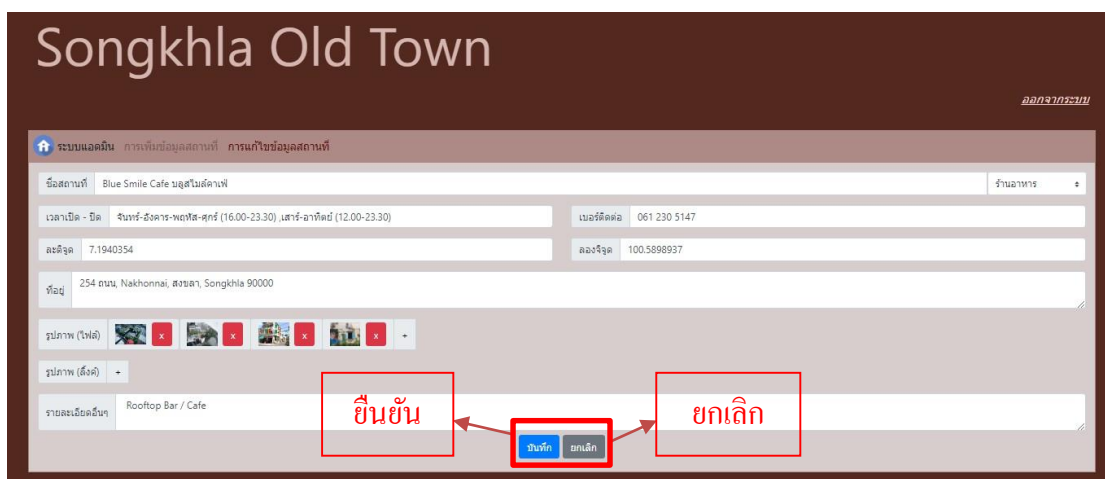 Songkhla Old Town
ออกจากระบบ
ระบบแอดมิน การเพิ่มข้อมูลสถานที่ การแก้ไขข้อมูลสถานที่
ชื่อสถานที่ Blue Smile Cafe บลูสไมล์คาเฟ่ ร้านอาหาร
เวลาเปิด - ปิด จันทร์-อังคาร-พฤหัส-ศุกร์ (16.00-23.30) ,เสาร์-อาทิตย์ (12.00-23.30) เบอร์ติดต่อ 061 230 5147
ละติจูด 7.1940354 ลองจิจูด 100.5898937
ที่อยู่ 254 ถนน, Nakhonnai, สงขลา, Songkhla 90000
รูปภาพ (ไฟล์) x x x x +
รูปภาพ (ลิ้งค์) +
รายละเอียดอื่นๆ Rooftop Bar / Cafe
ยืนยัน ยกเลิก
บันทึก ยกเลิก